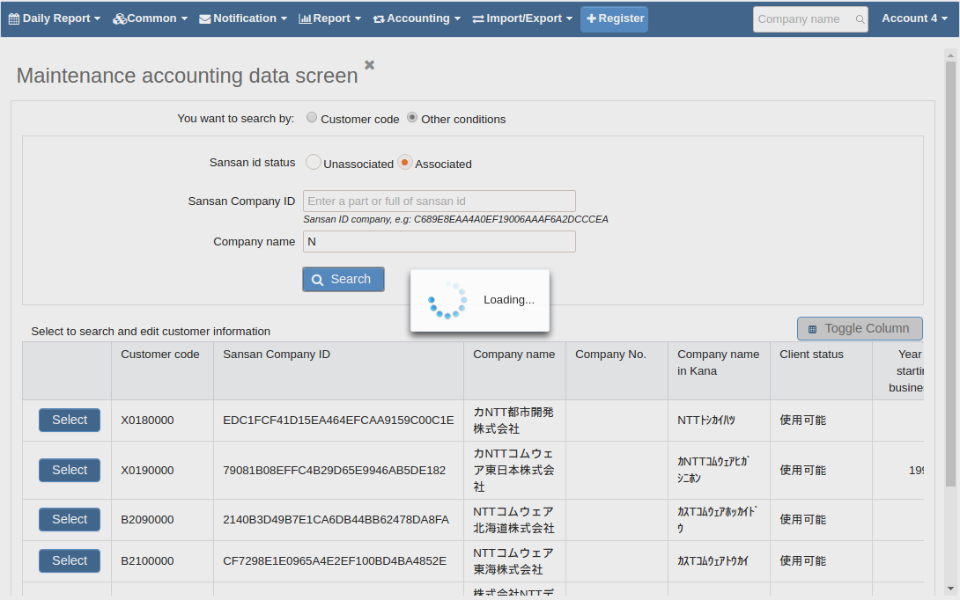 Daily Report Common Notification Report Accounting Import/Export Register Company name Account 4
Maintenance accounting data screen
You want to search by: Customer code Other conditions
Sansan id status Unassociated Associated
Sansan Company ID Enter a part or full of sansan id
Sansan ID company, e.g: C689E8EAA4A0EF19006AAAF6A2DCCCEA
Company name N
Search
Loading...
Select to search and edit customer information
Toggle Column
Customer code Sansan Company ID Company name Company No. Company name Client status Year
in Kana startin
busines
Select X0180000 EDC1FCF41D15EA464EFCAA9159C00C1E カNTT都市開発 NTTﾄｼｶｲﾊﾂ 使用可能
株式会社
カNTTコムウェ
Select X0190000 79081B08EFFC4B29D65E9946AB5DE182 ア東日本株式会 ｶNTTｺﾑｳｪｱﾋｶﾞ 使用可能 199
社 ｼﾆﾎﾝ
Select B2090000 2140B3D49B7E1CA6DB44BB62478DA8FA NTTコムウェア ｶｽTｺﾑｳｪｱﾎｯｶｲﾄﾞ 使用可能
北海道株式会社 ｳ
Select B2100000 CF7298E1E0965A4E2EF100BD4BA4852E NTTコムウェア ｶｽTｺﾑｳｪｱﾄｳｶｲ 使用可能
東海株式会社
株式会社NTTデ